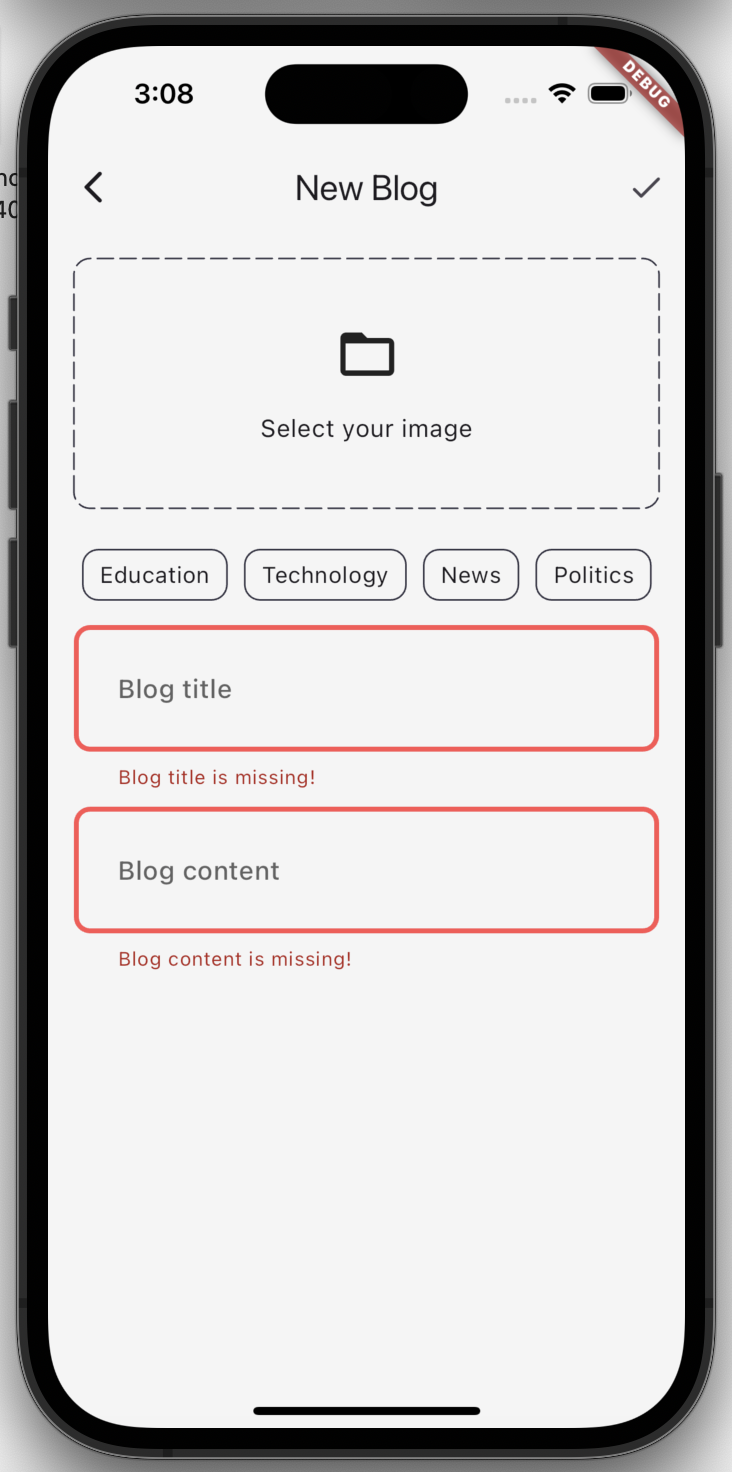 3:08
DEBUG
New Blog
Select your image
Education Technology News Politics
Blog title
Blog title is missing!
Blog content
Blog content is missing!